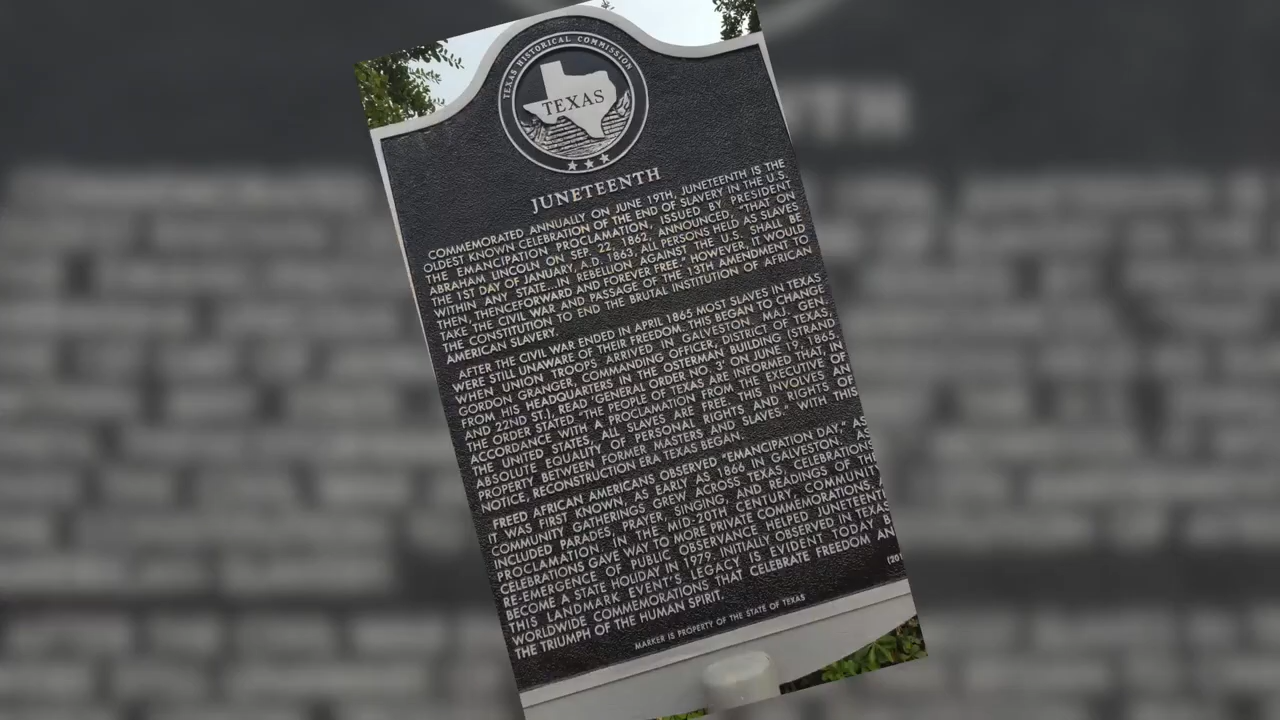 TEXAS HISTORICAL COMMISSION
TEXAS
JUNETEENTH
COMMEMORATED ANNUALLY ON JUNE 19TH, JUNETEENTH IS THE
OLDEST KNOWN CELEBRATION OF THE END OF SLAVERY IN THE U.S.
THE EMANCIPATION PROCLAMATION, ISSUED BY PRESIDENT
ABRAHAM LINCOLN ON SEP. 22, 1862, ANNOUNCED, "THAT ON
THE 1ST DAY OF JANUARY, A.D. 1863, ALL PERSONS HELD AS SLAVES
WITHIN ANY STATE...IN REBELLION AGAINST THE U.S. SHALL BE
THEN, THENCEFORWARD AND FOREVER FREE." HOWEVER, IT WOULD
TAKE THE CIVIL WAR AND PASSAGE OF THE 13TH AMENDMENT TO
THE CONSTITUTION TO END THE BRUTAL INSTITUTION OF AFRICAN
AMERICAN SLAVERY.
AFTER THE CIVIL WAR ENDED IN APRIL 1865 MOST SLAVES IN TEXAS
WERE STILL UNAWARE OF THEIR FREEDOM. THIS BEGAN TO CHANGE
WHEN UNION TROOPS ARRIVED IN GALVESTON. MAJ. GEN.
GORDON GRANGER, COMMANDING OFFICER, DISTRICT OF TEXAS,
FROM HIS HEADQUARTERS IN THE OSTERMAN BUILDING (STRAND
AND 22ND ST.), READ 'GENERAL ORDER NO. 3' ON JUNE 19, 1865.
THE ORDER STATED "THE PEOPLE OF TEXAS ARE INFORMED THAT, IN
ACCORDANCE WITH A PROCLAMATION FROM THE EXECUTIVE OF
THE UNITED STATES, ALL SLAVES ARE FREE. THIS INVOLVES AN
ABSOLUTE EQUALITY OF PERSONAL RIGHTS AND RIGHTS OF
PROPERTY BETWEEN FORMER MASTERS AND SLAVES." WITH THIS
NOTICE, RECONSTRUCTION ERA TEXAS BEGAN.
FREED AFRICAN AMERICANS OBSERVED "EMANCIPATION DAY," AS
IT WAS FIRST KNOWN, AS EARLY AS 1866 IN GALVESTON. AS
COMMUNITY GATHERINGS GREW ACROSS TEXAS, CELEBRATIONS
INCLUDED PARADES, PRAYER, SINGING, AND READINGS OF
PROCLAMATION. IN THE MID-20TH CENTURY, COMMUNITY
CELEBRATIONS GAVE WAY TO MORE PRIVATE COMMEMORATIONS.
RE-EMERGENCE OF PUBLIC OBSERVANCE HELPED JUNETEENTH
BECOME A STATE HOLIDAY IN 1979. INITIALLY OBSERVED IN TEXAS,
THIS LANDMARK EVENT'S LEGACY IS EVIDENT TODAY B
WORLDWIDE COMMEMORATIONS THAT CELEBRATE FREEDOM AN
THE TRIUMPH OF THE HUMAN SPIRIT.
(201
MARKER IS PROPERTY OF THE STATE OF TEXAS